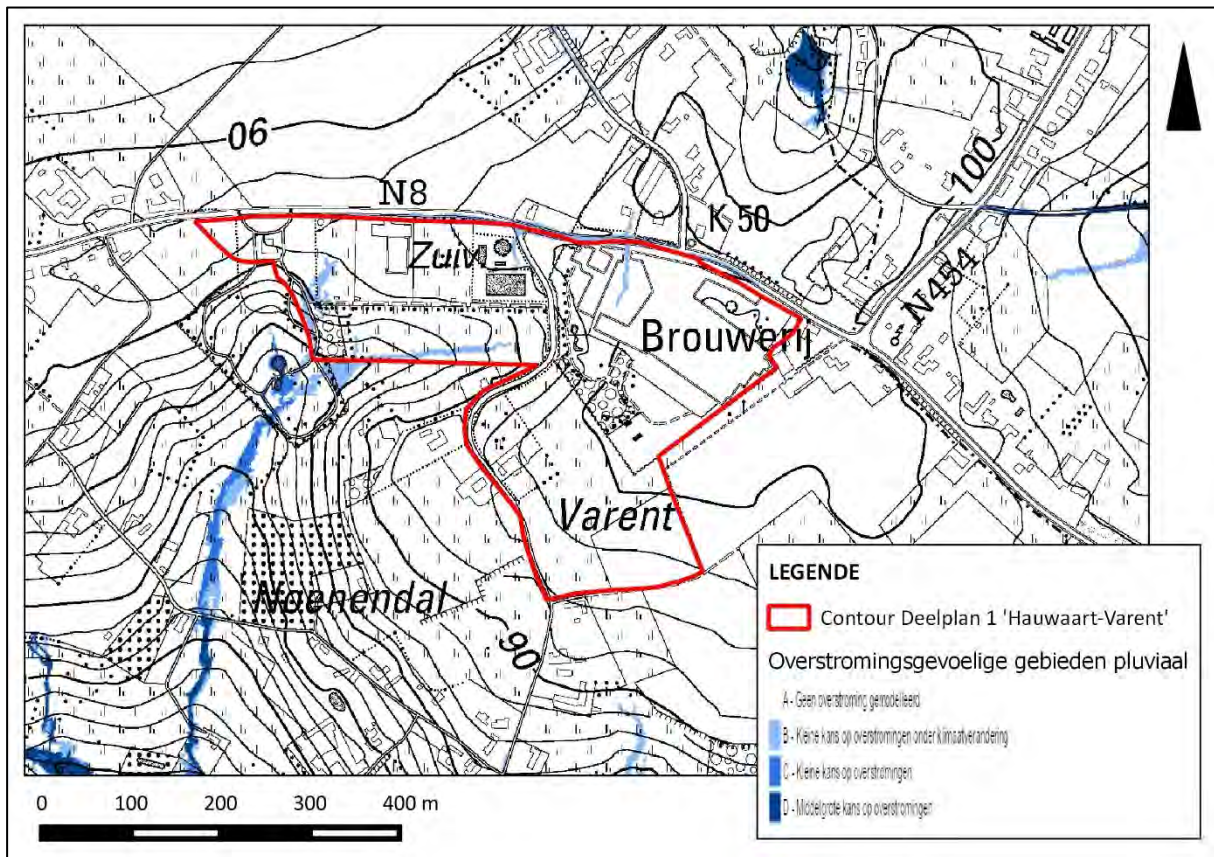 90
N8
Zuiv.
K 50
100
N454
Brouwerij
Varent
Noenendal
90
LEGENDE
Contour Deelplan 1 'Hauwaart-Varent'
Overstromingsgevoelige gebieden pluviaal
A - Geen overstroming gemodelleerd
B - Kleine kans op overstromingen onder klimaatverandering
C - Kleine kans op overstromingen
D - Middelgrote kans op overstromingen
0 100 200 300 400 m